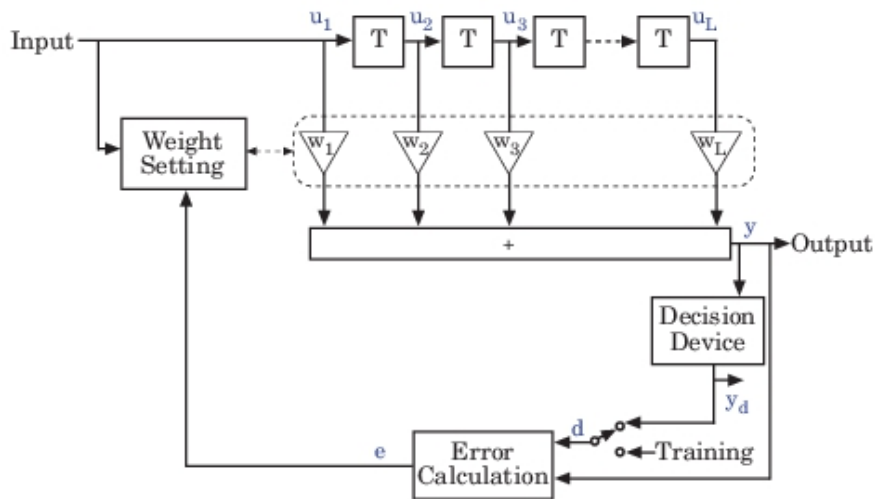 u1 u2 u3 uL
Input T T T T
Weight
Setting
w1 w2 w3 wL
+
y
Output
Decision
Device
yd
d
Training
e
Error
Calculation